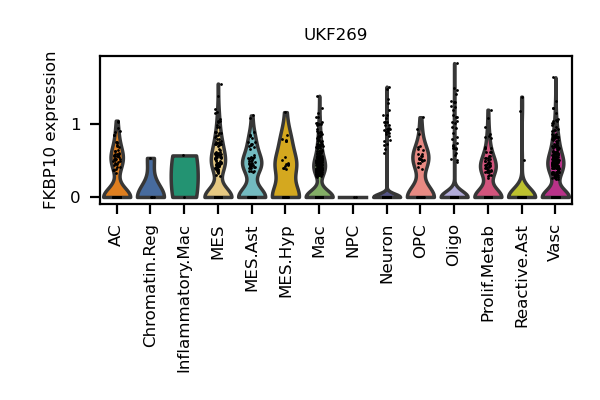 UKF269
FKBP10 expression
1
0
AC
Chromatin.Reg
Inflammatory.Mac
MES
MES.Ast
MES.Hyp
Mac
NPC
Neuron
OPC
Oligo
Prolif.Metab
Reactive.Ast
Vasc